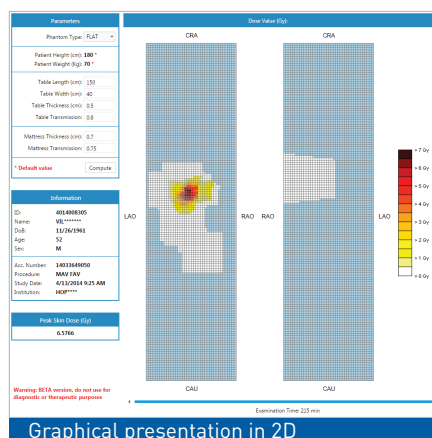 Parameters
Phantom Type: FLAT
Patient Height (cm): 180 *
Patient Weight (Kg): 70 *
Table Length (cm): 150
Table Width (cm): 40
Table Thickness (cm): 0.5
Table Transmission: 0.8
Mattress Thickness (cm): 0.7
Mattress Transmission: 0.75
* Default value
Compute
Information
ID: 4014008305
Name: VIL*******
DoB: 11/26/1961
Age: 52
Sex: M
Acc. Number: 14033649050
Procedure: MAV FAV
Study Date: 4/13/2014 9:25 AM
Institution: HOP****
Peak Skin Dose (Gy)
6.5766
Warning: BETA version, do not use for
diagnostic or therapeutic purposes
Dose Value (Gy):
CRA CRA
LAO RAO RAO LAO
CAU CAU
> 7 Gy
> 6 Gy
> 5 Gy
> 4 Gy
> 3 Gy
> 2 Gy
> 1 Gy
> 0 Gy
Examination Time: 215 min
Graphical presentation in 2D